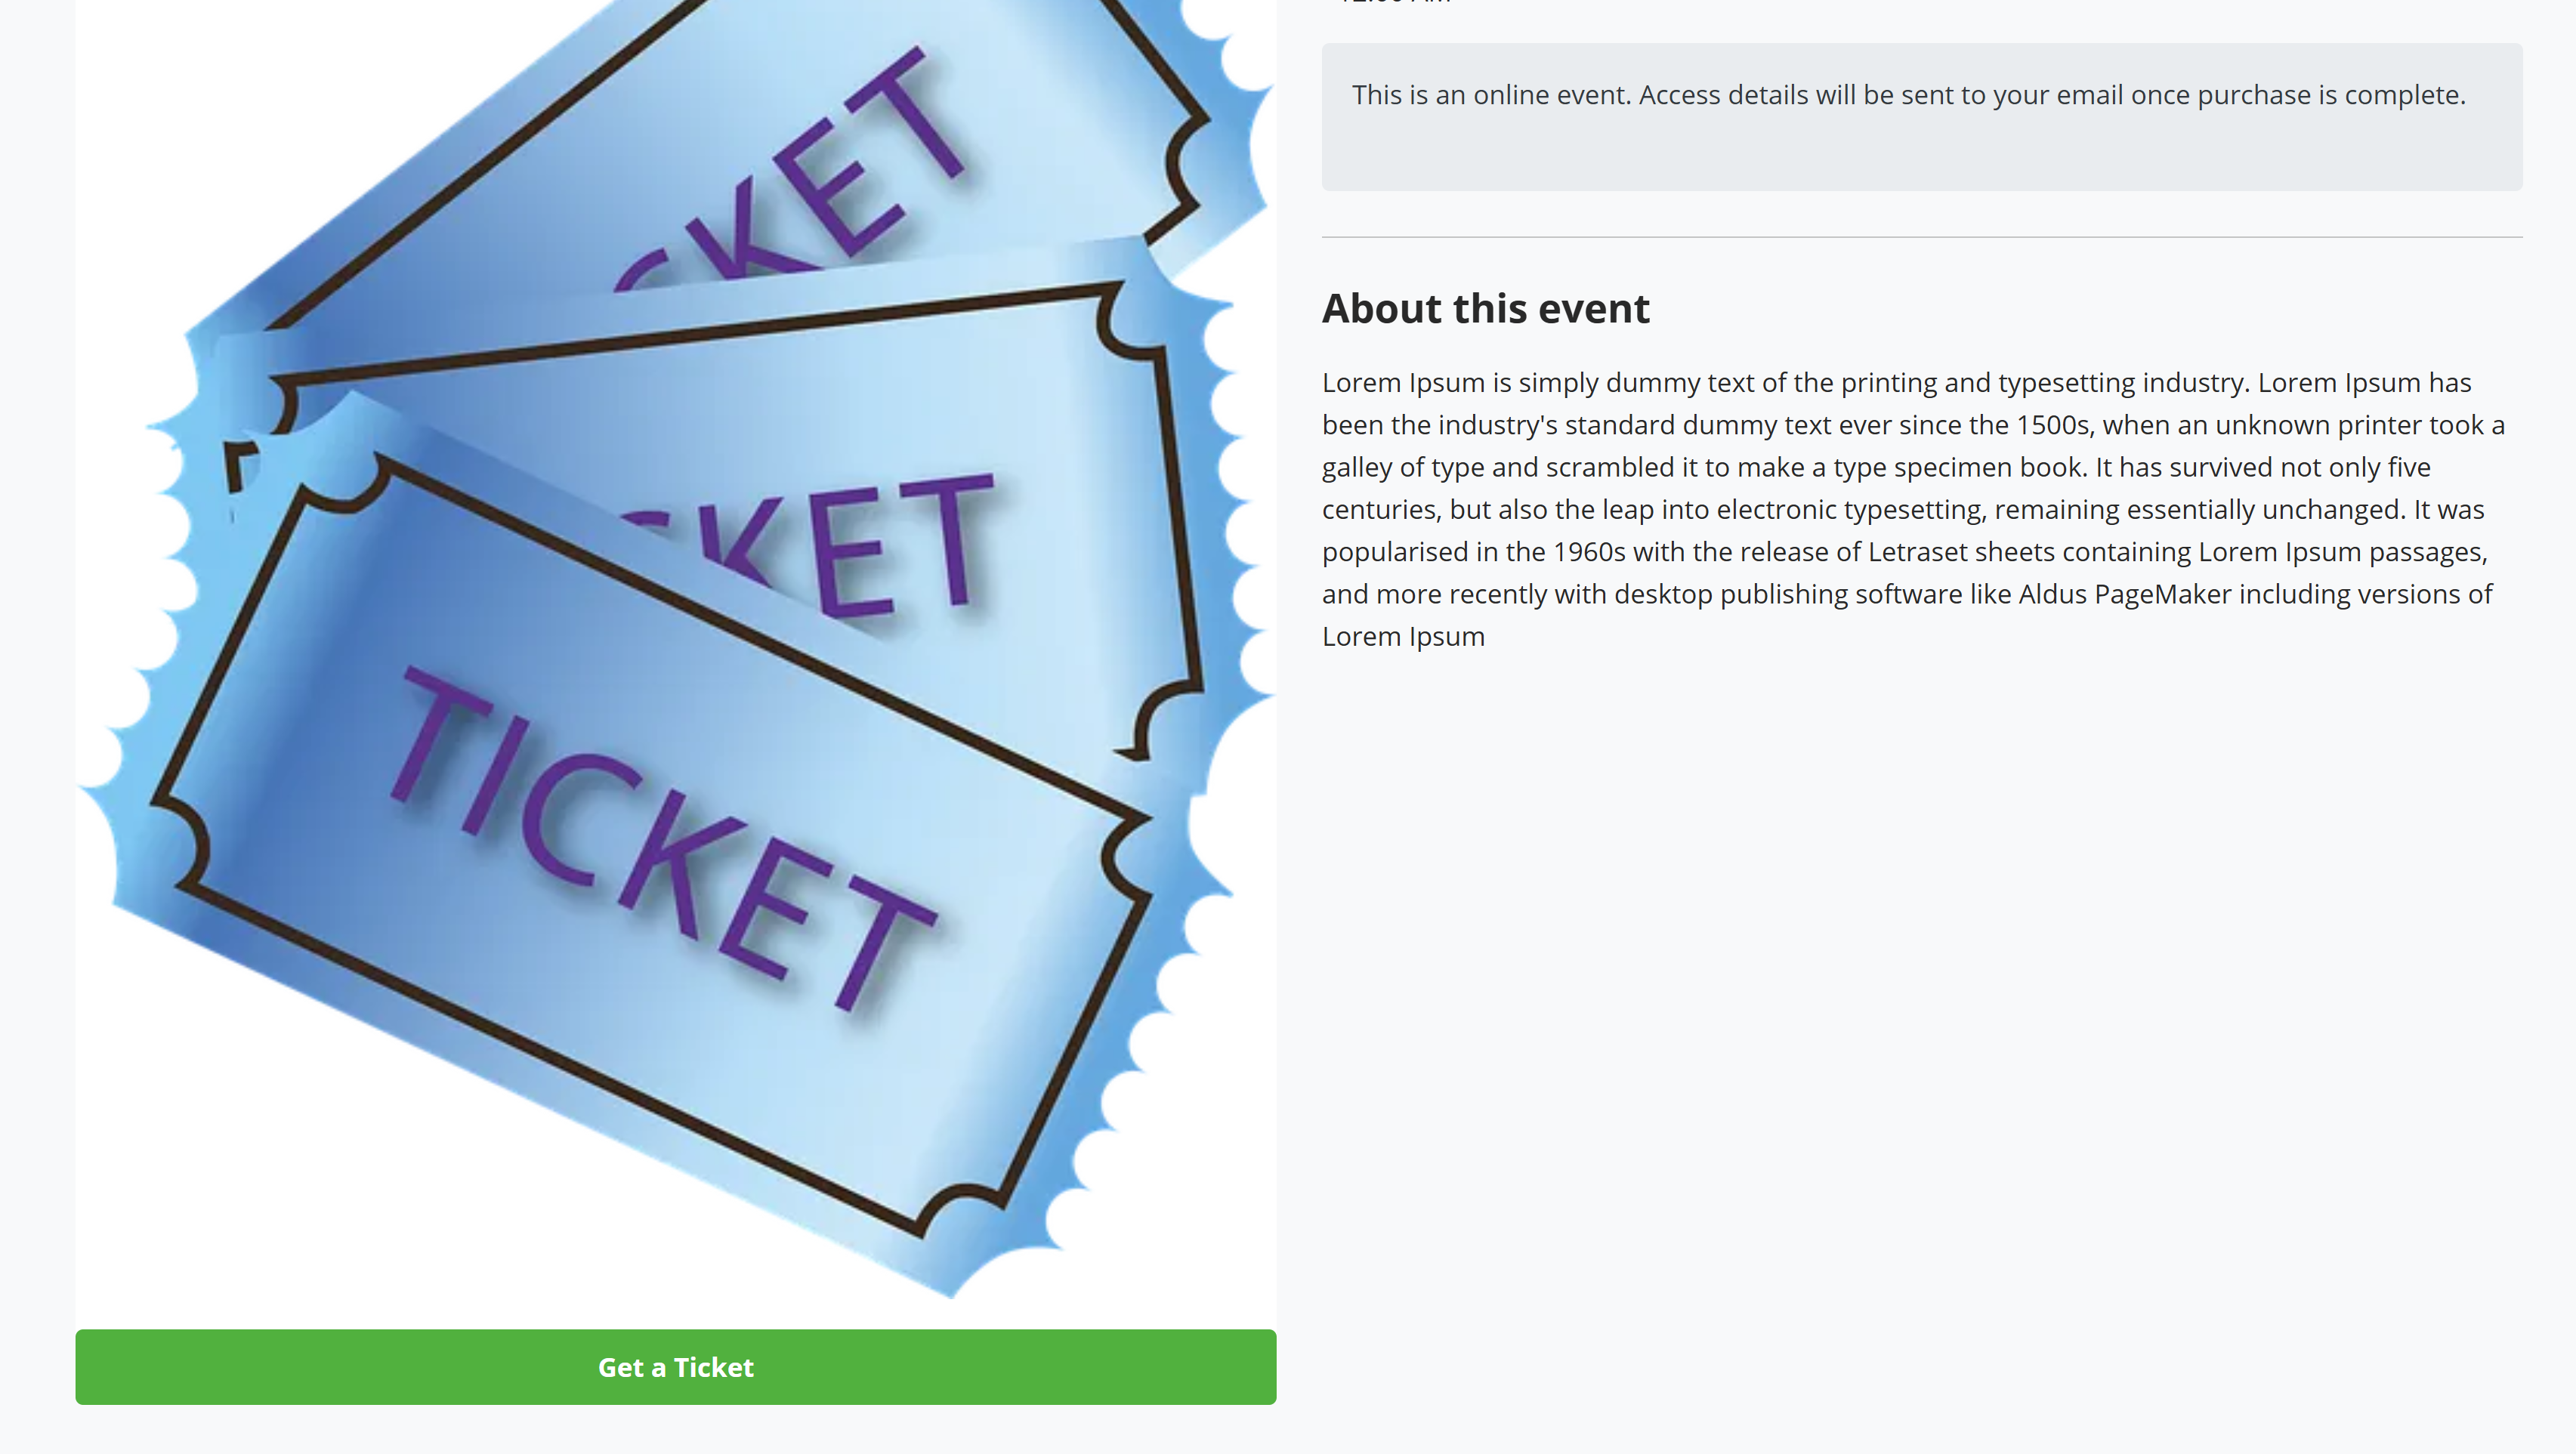 KET
KET
TICKET
Get a Ticket
This is an online event. Access details will be sent to your email once purchase is complete.
About this event
Lorem Ipsum is simply dummy text of the printing and typesetting industry. Lorem Ipsum has
been the industry's standard dummy text ever since the 1500s, when an unknown printer took a
galley of type and scrambled it to make a type specimen book. It has survived not only five
centuries, but also the leap into electronic typesetting, remaining essentially unchanged. It was
popularised in the 1960s with the release of Letraset sheets containing Lorem Ipsum passages,
and more recently with desktop publishing software like Aldus PageMaker including versions of
Lorem Ipsum